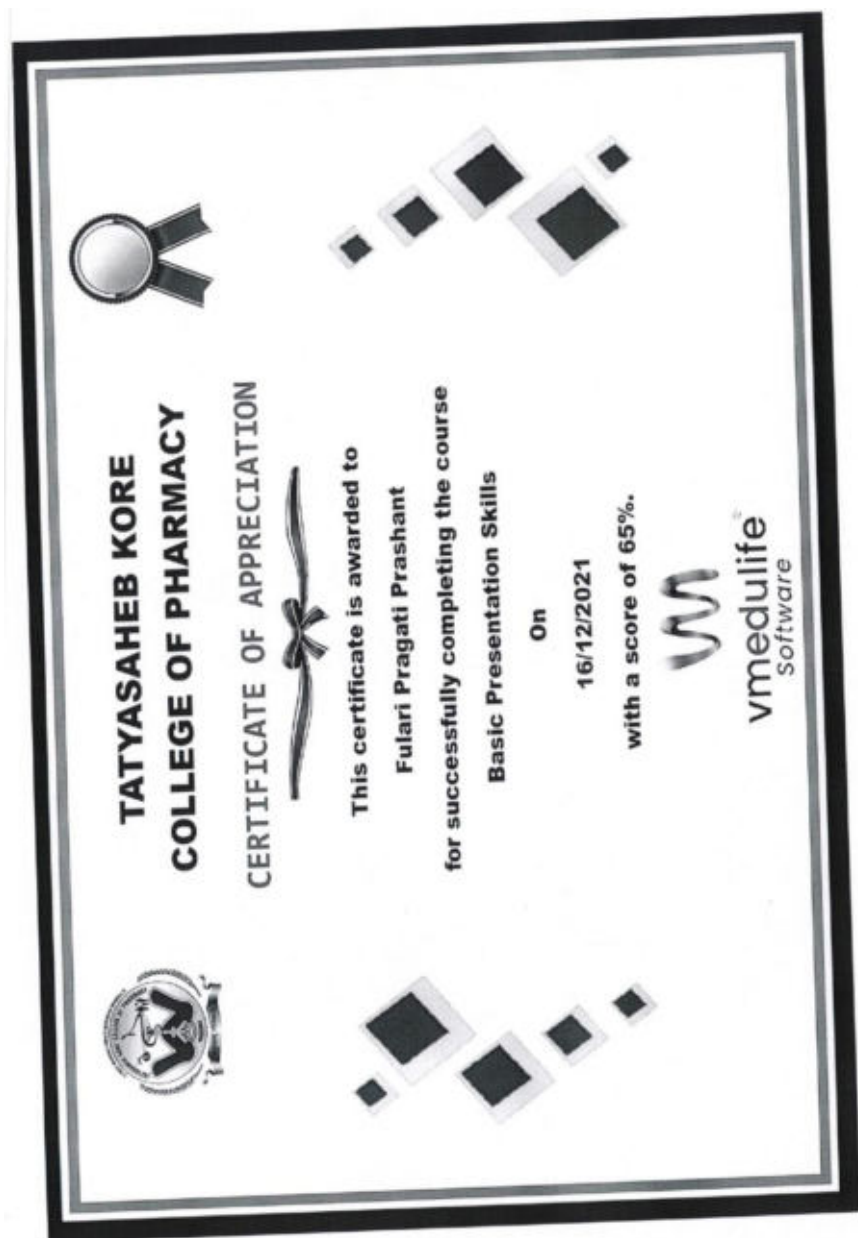 TATYASAHEB KORE
COLLEGE OF PHARMACY
CERTIFICATE OF APPRECIATION
This certificate is awarded to
Fulari Pragati Prashant
for successfully completing the course
Basic Presentation Skills
On
16/12/2021
with a score of 65%.
vmedulife
Software